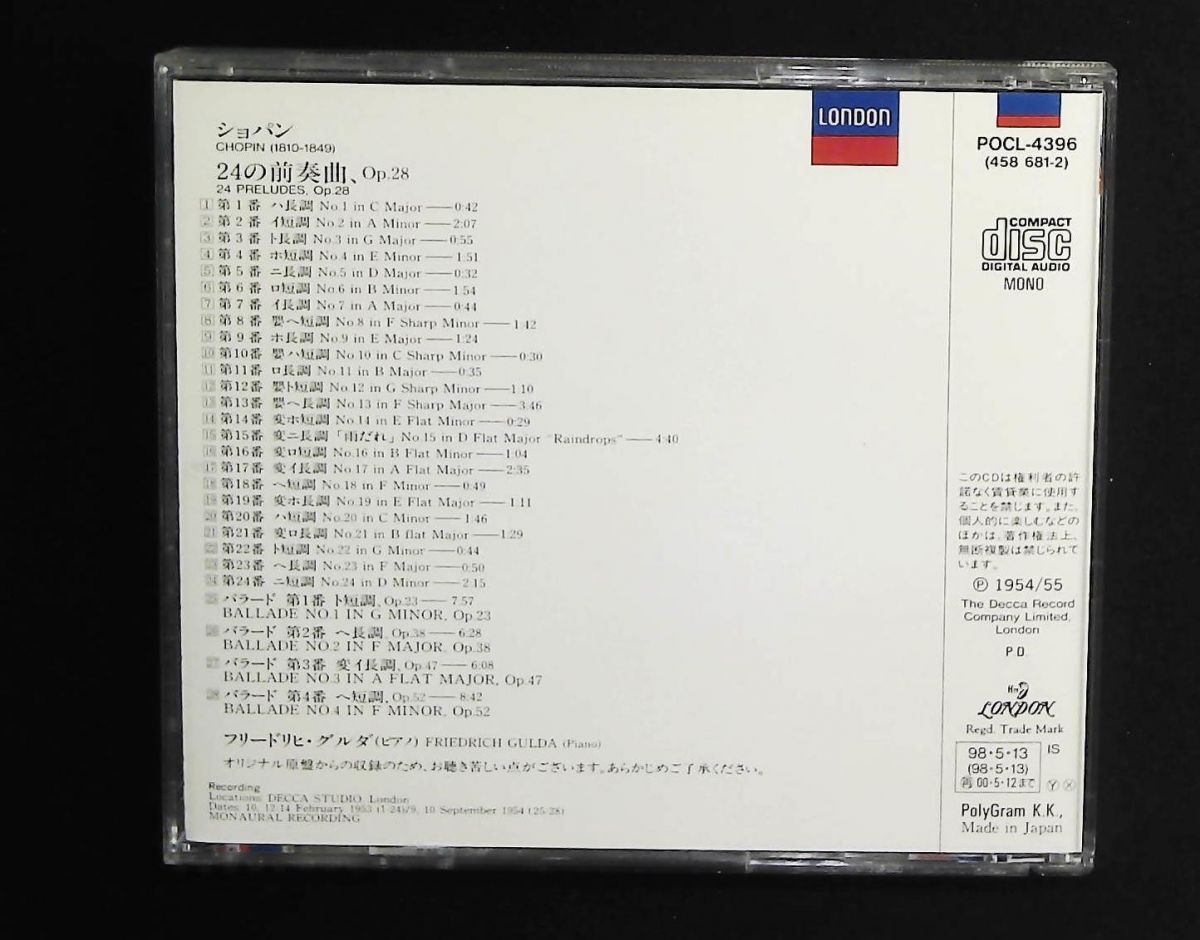 ショパン
CHOPIN (1810-1849)
24の前奏曲、Op.28
24 PRELUDES, Op.28
1 第1番 ハ長調 No.1 in C Major——0:42
2 第2番 イ短調 No.2 in A Minor——2:07
3 第3番 ト長調 No.3 in G Major——0:55
4 第4番 ホ短調 No.4 in E Minor——1:51
5 第5番 ニ長調 No.5 in D Major——0:32
6 第6番 ロ短調 No.6 in B Minor——1:54
7 第7番 イ長調 No.7 in A Major——0:44
8 第8番 嬰ヘ短調 No.8 in F Sharp Minor——1:42
9 第9番 ホ長調 No.9 in E Major——1:24
10 第10番 嬰ハ短調 No.10 in C Sharp Minor——0:30
11 第11番 ロ長調 No.11 in B Major——0:35
12 第12番 嬰ト短調 No.12 in G Sharp Minor——1:10
13 第13番 嬰ヘ長調 No.13 in F Sharp Major——3:46
14 第14番 変ホ短調 No.14 in E Flat Minor——0:29
15 第15番 変ニ長調「雨だれ」No.15 in D Flat Major "Raindrops"——4:40
16 第16番 変ロ短調 No.16 in B Flat Minor——1:04
17 第17番 変イ長調 No.17 in A Flat Major——2:35
18 第18番 ヘ短調 No.18 in F Minor——0:49
19 第19番 変ホ長調 No.19 in E Flat Major——1:11
20 第20番 ハ短調 No.20 in C Minor——1:46
21 第21番 変ロ長調 No.21 in B flat Major——1:29
22 第22番 ト短調 No.22 in G Minor——0:44
23 第23番 ヘ長調 No.23 in F Major——0:50
24 第24番 ニ短調 No.24 in D Minor——2:15
25 バラード 第1番 ト短調、Op.23——7:57
BALLADE NO.1 IN G MINOR, Op.23
26 バラード 第2番 ヘ長調、Op.38——6:28
BALLADE NO.2 IN F MAJOR, Op.38
27 バラード 第3番 変イ長調、Op.47——6:08
BALLADE NO.3 IN A FLAT MAJOR, Op.47
28 バラード 第4番 ヘ短調、Op.52——8:42
BALLADE NO.4 IN F MINOR, Op.52
フリードリヒ・グルダ(ピアノ) FRIEDRICH GULDA (Piano)
オリジナル原盤からの収録のため、お聴き苦しい点がございます。あらかじめご了承ください。
Recording
Locations: DECCA STUDIO, London
Dates: 10, 12-14 February 1953 (1-24)/9, 10 September 1954 (25-28)
MONAURAL RECORDING
LONDON
POCL-4396
(458 681-2)
COMPACT
disc
DIGITAL AUDIO
MONO
このCDは権利者の許
諾なく賃貸業に使用す
ることを禁じます。また、
個人的に楽しむなどの
ほかは、著作権法上、
無断複製は禁じられて
います。
Ⓟ 1954/55
The Decca Record
Company Limited,
London
P.D.
LONDON
Regd. Trade Mark
98・5・13
(98・5・13)
再 00・5・12まで
IS
Ⓨ Ⓧ
PolyGram K.K.,
Made in Japan